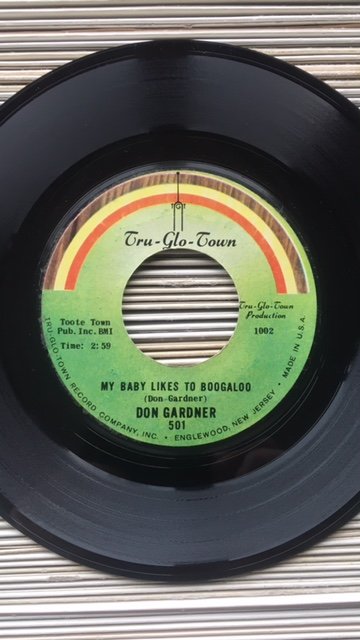 TGT
Tru-Glo-Town
Toote Town
Pub. Inc. BMI
Time: 2:59
Tru-Glo-Town
Production
1002
MY BABY LIKES TO BOOGALOO
(Don Gardner)
DON GARDNER
501
TRU-GLO-TOWN RECORD COMPANY, INC. • ENGLEWOOD, NEW JERSEY • MADE IN U.S.A.